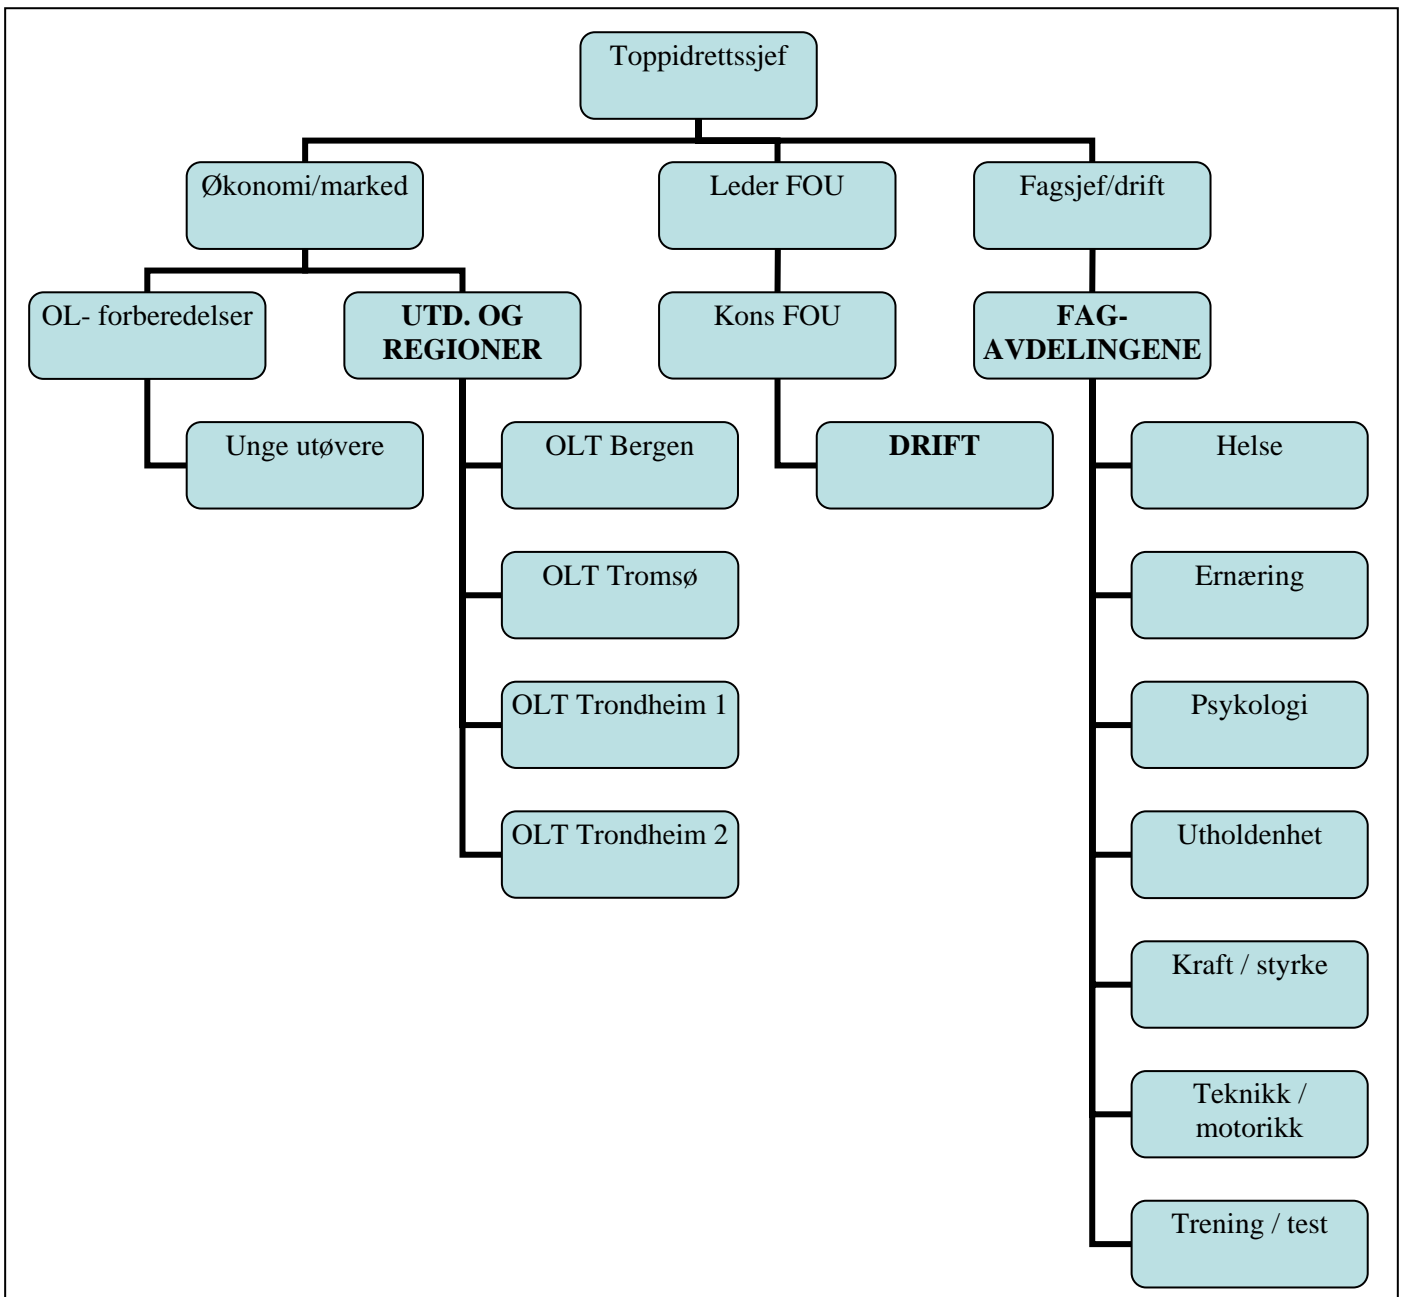 Toppidrettssjef
Økonomi/marked
Leder FOU
Fagsjef/drift
OL- forberedelser
UTD. OG
REGIONER
Kons FOU
FAG-
AVDELINGENE
Unge utøvere
OLT Bergen
DRIFT
Helse
OLT Tromsø
Ernæring
OLT Trondheim 1
Psykologi
OLT Trondheim 2
Utholdenhet
Kraft / styrke
Teknikk /
motorikk
Trening / test